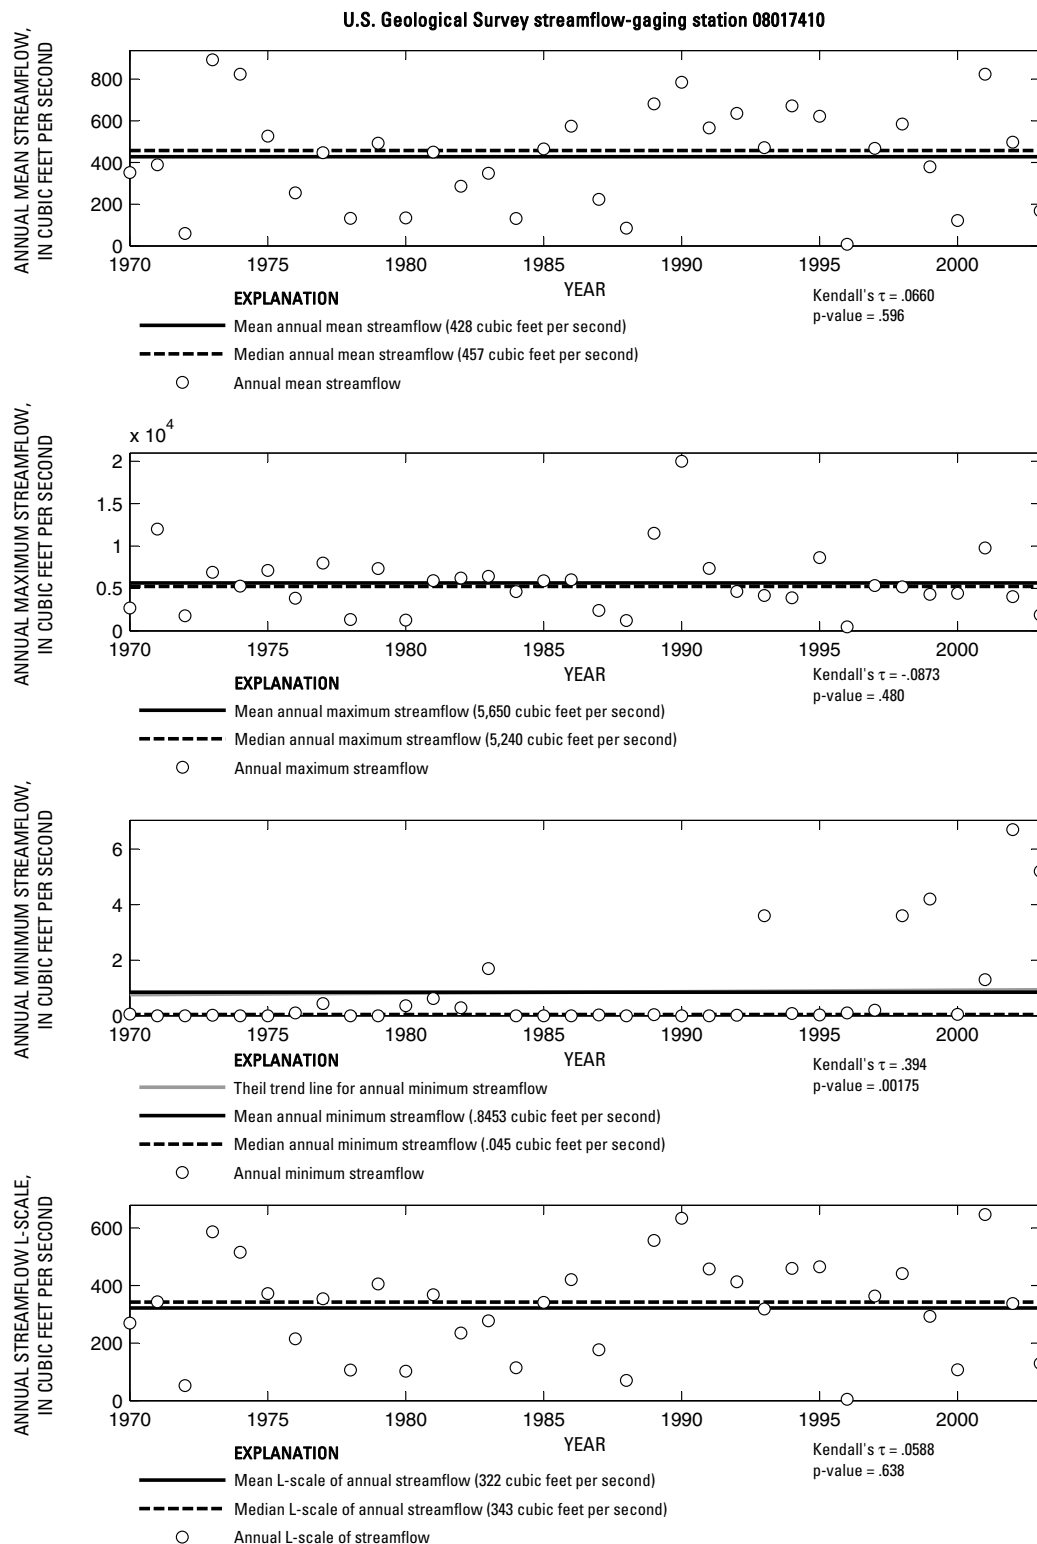 U.S. Geological Survey streamflow-gaging station 08017410
ANNUAL MEAN STREAMFLOW,
IN CUBIC FEET PER SECOND
800
600
400
200
0
1970 1975 1980 1985 1990 1995 2000
YEAR
Kendall's τ = .0660
p-value = .596
EXPLANATION
Mean annual mean streamflow (428 cubic feet per second)
Median annual mean streamflow (457 cubic feet per second)
Annual mean streamflow
ANNUAL MAXIMUM STREAMFLOW,
IN CUBIC FEET PER SECOND
x 10^4
2
1.5
1
0.5
0
1970 1975 1980 1985 1990 1995 2000
YEAR
Kendall's τ = -.0873
p-value = .480
EXPLANATION
Mean annual maximum streamflow (5,650 cubic feet per second)
Median annual maximum streamflow (5,240 cubic feet per second)
Annual maximum streamflow
ANNUAL MINIMUM STREAMFLOW,
IN CUBIC FEET PER SECOND
6
4
2
0
1970 1975 1980 1985 1990 1995 2000
YEAR
Kendall's τ = .394
p-value = .00175
EXPLANATION
Theil trend line for annual minimum streamflow
Mean annual minimum streamflow (.8453 cubic feet per second)
Median annual minimum streamflow (.045 cubic feet per second)
Annual minimum streamflow
ANNUAL STREAMFLOW L-SCALE,
IN CUBIC FEET PER SECOND
600
400
200
0
1970 1975 1980 1985 1990 1995 2000
YEAR
Kendall's τ = .0588
p-value = .638
EXPLANATION
Mean L-scale of annual streamflow (322 cubic feet per second)
Median L-scale of annual streamflow (343 cubic feet per second)
Annual L-scale of streamflow